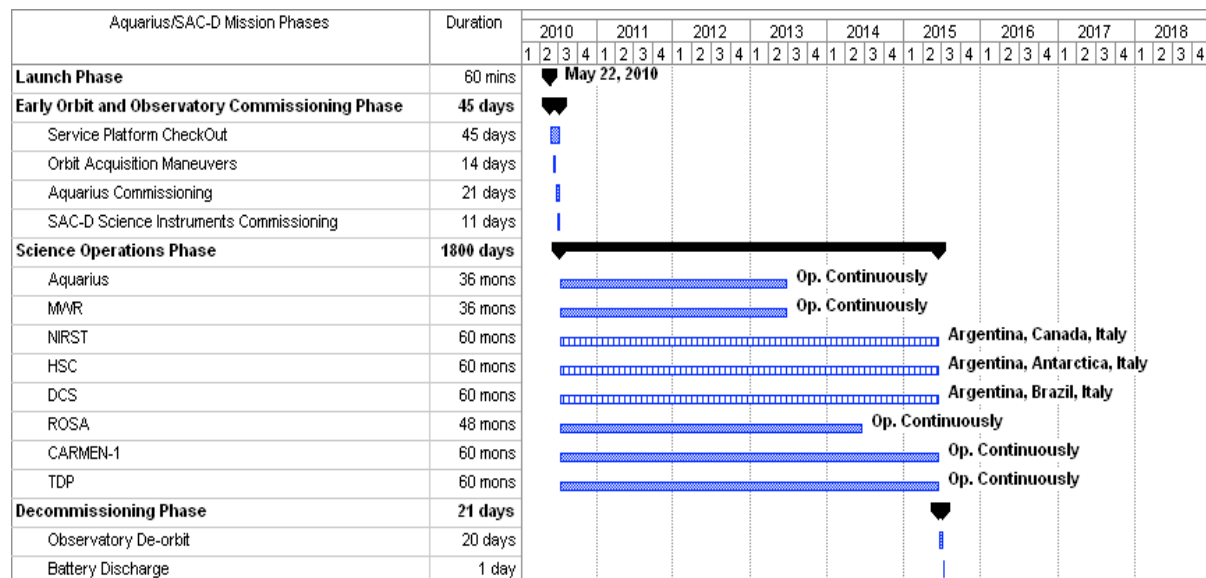 Aquarius/SAC-D Mission Phases Duration 2010 2011 2012 2013 2014 2015 2016 2017 2018
1 2 3 4 1 2 3 4 1 2 3 4 1 2 3 4 1 2 3 4 1 2 3 4 1 2 3 4 1 2 3 4 1 2 3 4
Launch Phase 60 mins May 22, 2010
Early Orbit and Observatory Commissioning Phase 45 days
Service Platform CheckOut 45 days
Orbit Acquisition Maneuvers 14 days
Aquarius Commissioning 21 days
SAC-D Science Instruments Commissioning 11 days
Science Operations Phase 1800 days
Aquarius 36 mons Op. Continuously
MWR 36 mons Op. Continuously
NIRST 60 mons Argentina, Canada, Italy
HSC 60 mons Argentina, Antarctica, Italy
DCS 60 mons Argentina, Brazil, Italy
ROSA 48 mons Op. Continuously
CARMEN-1 60 mons Op. Continuously
TDP 60 mons Op. Continuously
Decommissioning Phase 21 days
Observatory De-orbit 20 days
Battery Discharge 1 day